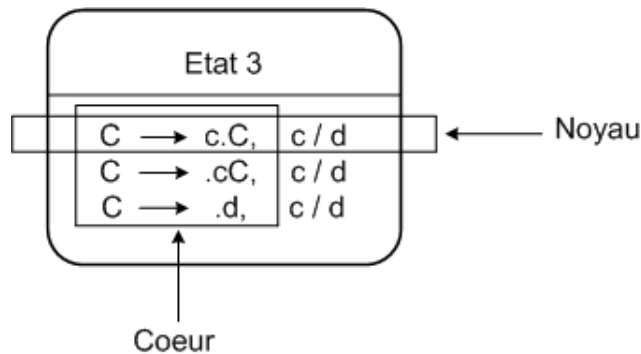 Etat 3
C → c.C, c / d
Noyau
C → .cC, c / d
C → .d, c / d
Coeur